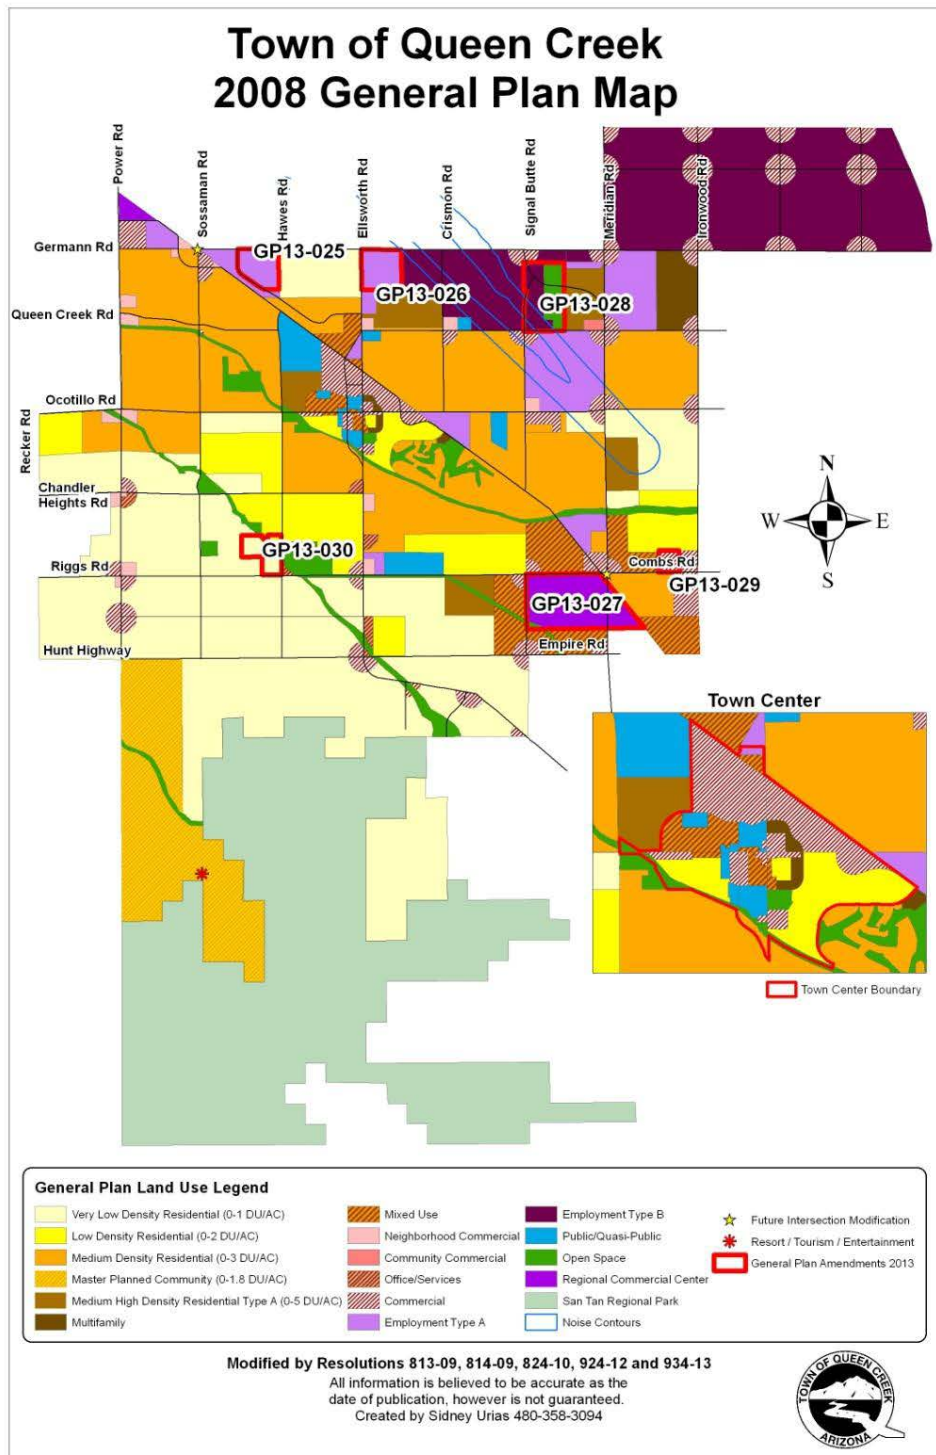 Town of Queen Creek
2008 General Plan Map
Power Rd
Sossaman Rd
Hawes Rd
Ellsworth Rd
Crismon Rd
Signal Butte Rd
Meridian Rd
Ironwood Rd
Germann Rd
GP13-025
GP13-026
GP13-028
Queen Creek Rd
Ocotillo Rd
Recker Rd
Chandler
Heights Rd
GP13-030
Riggs Rd
Combs Rd
GP13-029
GP13-027
Hunt Highway
Empire Rd
N
W
E
S
Town Center
Town Center Boundary
General Plan Land Use Legend
Very Low Density Residential (0-1 DU/AC)
Low Density Residential (0-2 DU/AC)
Medium Density Residential (0-3 DU/AC)
Master Planned Community (0-1.8 DU/AC)
Medium High Density Residential Type A (0-5 DU/AC)
Multifamily
Mixed Use
Neighborhood Commercial
Community Commercial
Office/Services
Commercial
Employment Type A
Employment Type B
Public/Quasi-Public
Open Space
Regional Commercial Center
San Tan Regional Park
Noise Contours
Future Intersection Modification
Resort / Tourism / Entertainment
General Plan Amendments 2013
Modified by Resolutions 813-09, 814-09, 824-10, 924-12 and 934-13
All information is believed to be accurate as the
date of publication, however is not guaranteed.
Created by Sidney Urias 480-358-3094
TOWN OF QUEEN CREEK
ARIZONA